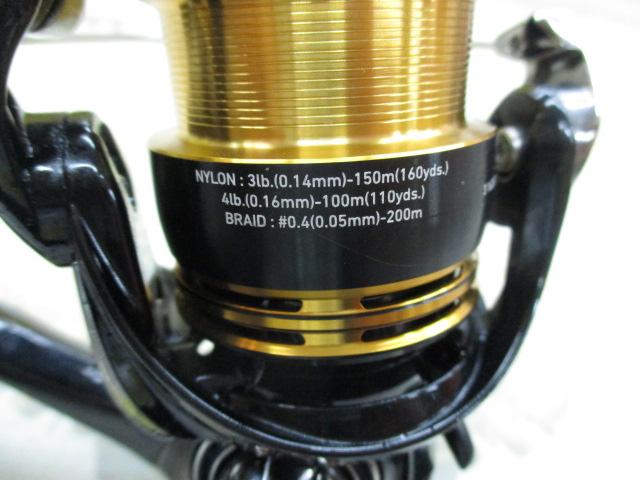 NYLON : 3lb.(0.14mm)-150m(160yds.)
4lb.(0.16mm)-100m(110yds.)
BRAID : #0.4(0.05mm)-200m